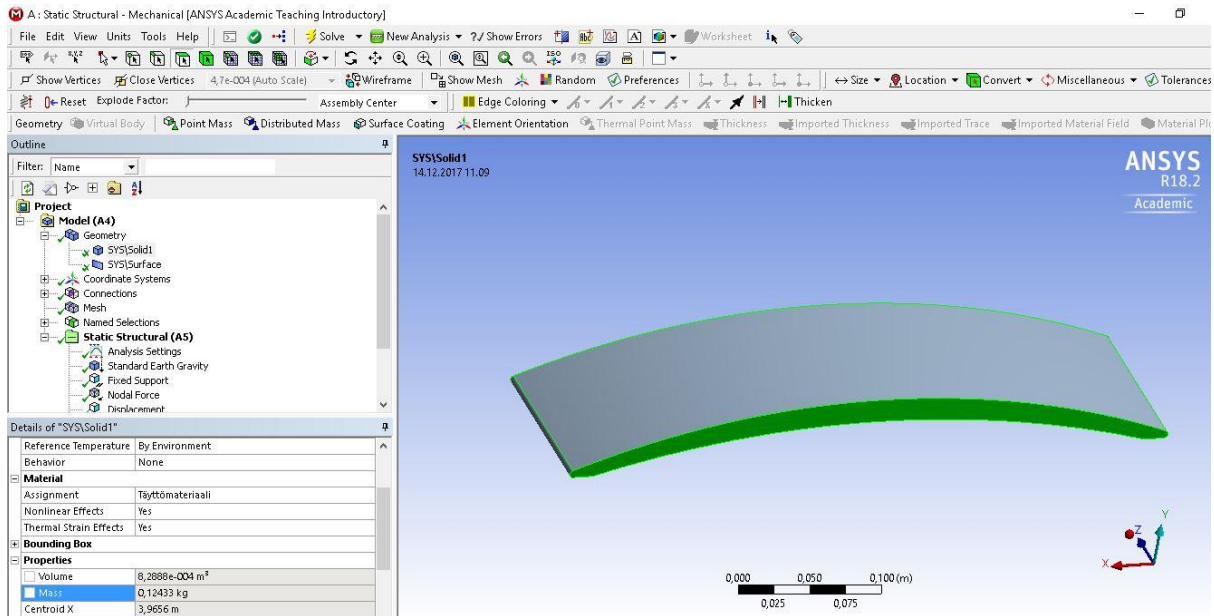 A : Static Structural - Mechanical [ANSYS Academic Teaching Introductory]
File Edit View Units Tools Help Solve New Analysis ?/ Show Errors Worksheet
Show Vertices Close Vertices 4,7e-004 (Auto Scale) Wireframe Show Mesh Random Preferences Size Location Convert Miscellaneous Tolerances
Reset Explode Factor: Assembly Center Edge Coloring Thicken
Geometry Virtual Body Point Mass Distributed Mass Surface Coating Element Orientation Thermal Point Mass Thickness Imported Thickness Imported Trace Imported Material Field Material Plo
Outline
Filter: Name
Project
Model (A4)
Geometry
SYS\Solid1
SYS\Surface
Coordinate Systems
Connections
Mesh
Named Selections
Static Structural (A5)
Analysis Settings
Standard Earth Gravity
Fixed Support
Nodal Force
Displacement
Details of "SYS\Solid1"
Reference Temperature By Environment
Behavior None
Material
Assignment Täyttömateriaali
Nonlinear Effects Yes
Thermal Strain Effects Yes
Bounding Box
Properties
Volume 8,2888e-004 m³
Mass 0,12433 kg
Centroid X 3,9656 m
SYS\Solid1
14.12.2017 11.09
ANSYS
R18.2
Academic
Y
Z
X
0,000 0,050 0,100 (m)
0,025 0,075